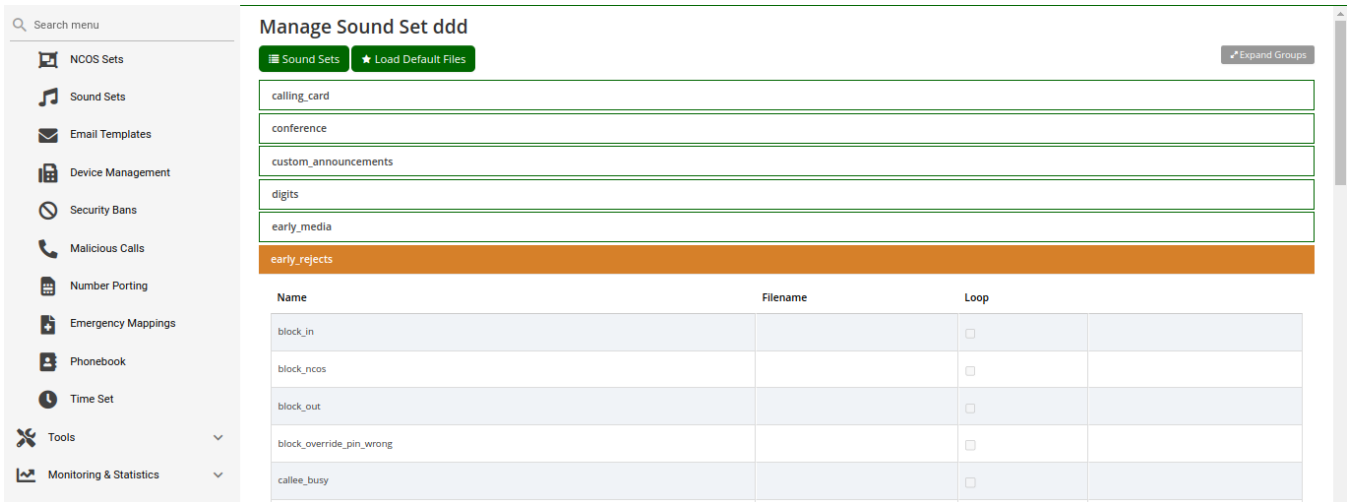 Search menu
NCOS Sets
Sound Sets
Email Templates
Device Management
Security Bans
Malicious Calls
Number Porting
Emergency Mappings
Phonebook
Time Set
Tools
Monitoring & Statistics
Manage Sound Set ddd
Sound Sets
Load Default Files
Expand Groups
calling_card
conference
custom_announcements
digits
early_media
early_rejects
Name Filename Loop
block_in
block_ncos
block_out
block_override_pin_wrong
callee_busy